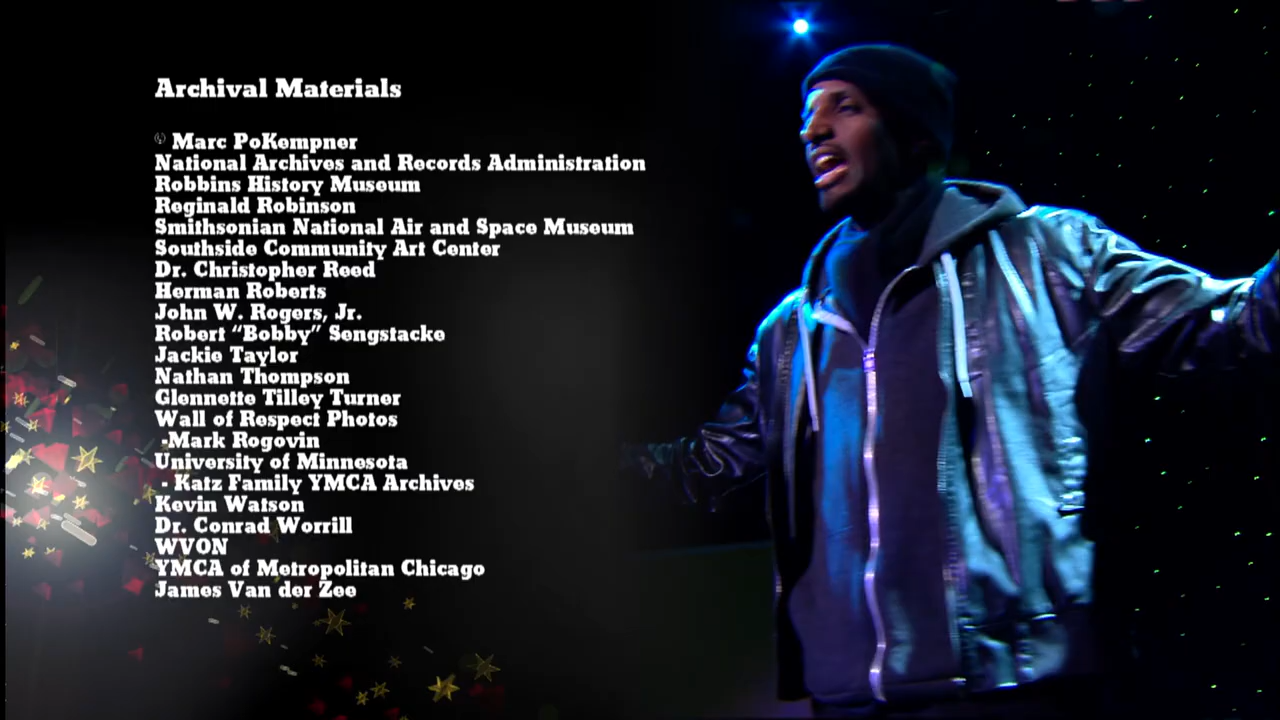 Archival Materials
© Marc PoKempner
National Archives and Records Administration
Robbins History Museum
Reginald Robinson
Smithsonian National Air and Space Museum
Southside Community Art Center
Dr. Christopher Reed
Herman Roberts
John W. Rogers, Jr.
Robert “Bobby” Sengstacke
Jackie Taylor
Nathan Thompson
Glennette Tilley Turner
Wall of Respect Photos
-Mark Rogovin
University of Minnesota
- Katz Family YMCA Archives
Kevin Watson
Dr. Conrad Worrill
WVON
YMCA of Metropolitan Chicago
James Van der Zee